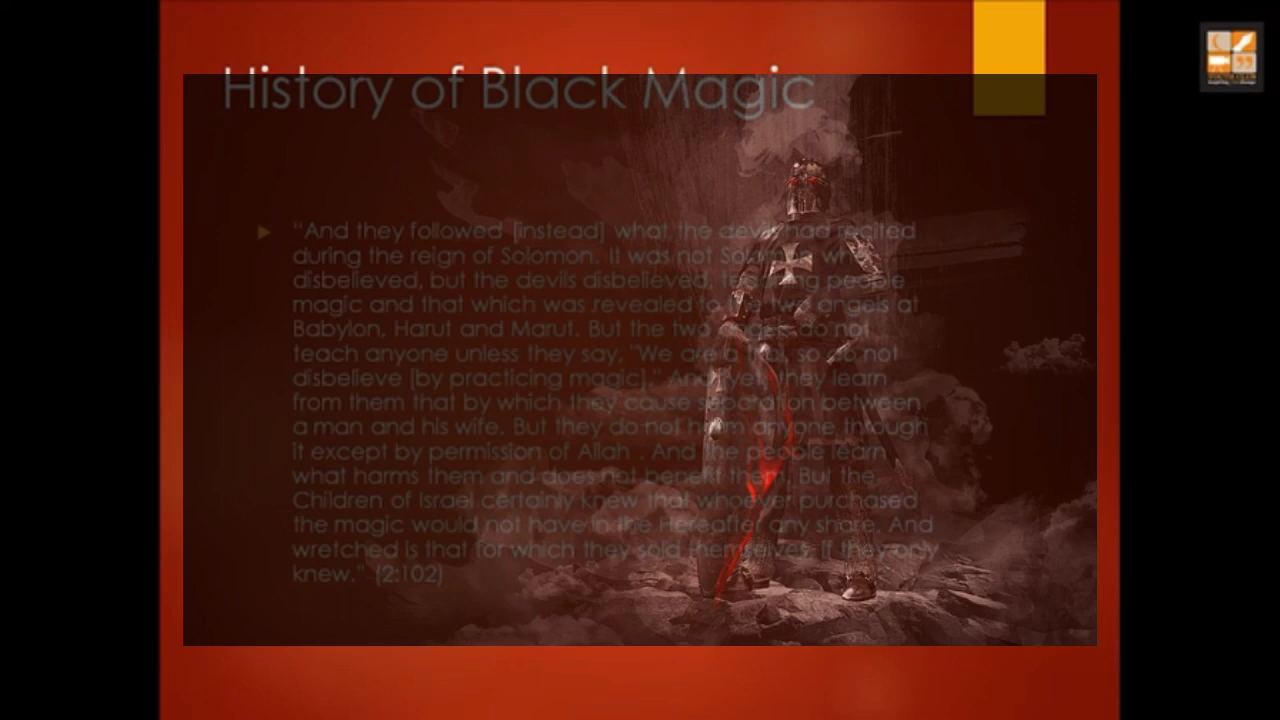 History of Black Magic
"And they followed [instead] what the devils had recited
during the reign of Solomon. It was not Solomon who
disbelieved, but the devils disbelieved, teaching people
magic and that which was revealed to the two angels at
Babylon, Harut and Marut. But the two angels do not
teach anyone unless they say, "We are a trial, so do not
disbelieve [by practicing magic]." And yet they learn
from them that by which they cause separation between
a man and his wife. But they do not harm anyone through
it except by permission of Allah . And the people learn
what harms them and does not benefit them. But the
Children of Israel certainly knew that whoever purchased
the magic would not have in the Hereafter any share. And
wretched is that for which they sold themselves, if they only
knew." (2:102)